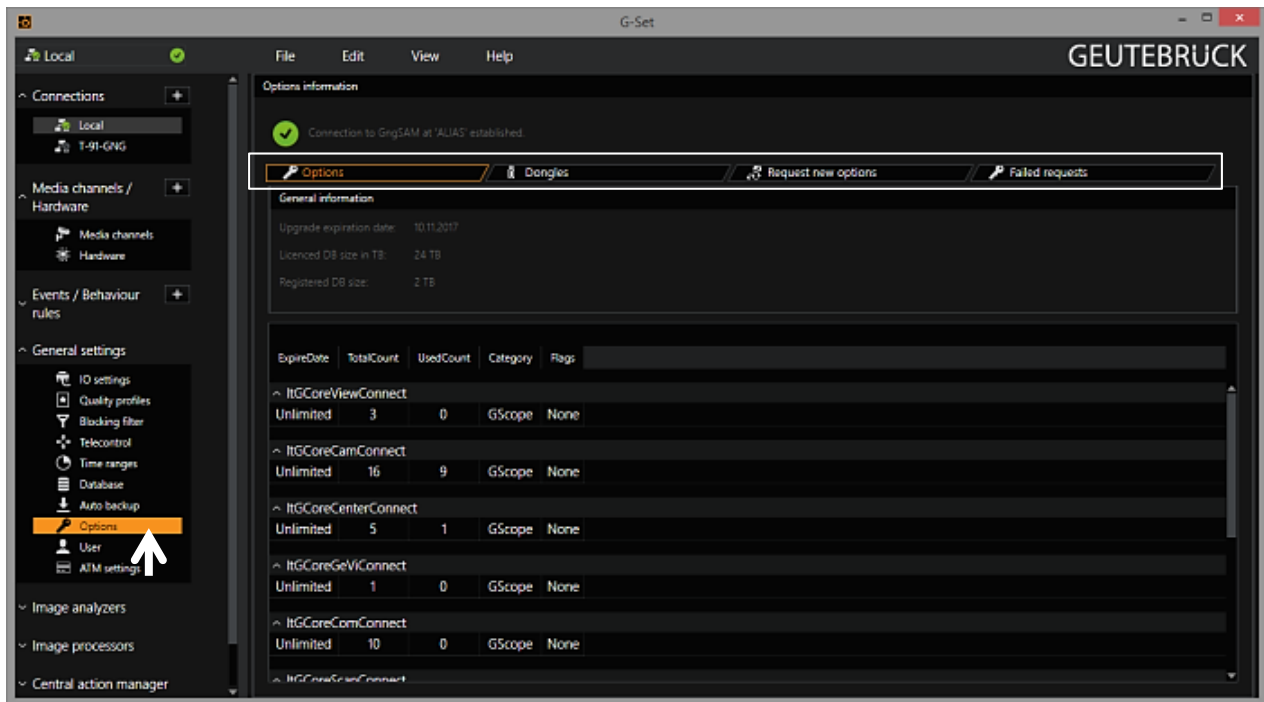 G-Set
Local
File Edit View Help
GEUTEBRÜCK
Connections
Local
T-91-GNG
Media channels /
Hardware
Media channels
Hardware
Events / Behaviour
rules
General settings
IO settings
Quality profiles
Blocking filter
Telecontrol
Time ranges
Database
Auto backup
Options
User
ATM settings
Image analyzers
Image processors
Central action manager
Options information
Connection to GngSAM at 'ALIAS' established.
Options Dongles Request new options Failed requests
General information
Upgrade expiration date: 10.11.2017
Licenced DB size in TB: 24 TB
Registered DB size: 2 TB
ExpireDate TotalCount UsedCount Category Flags
ltGCoreViewConnect
Unlimited 3 0 GScope None
ltGCoreCamConnect
Unlimited 16 9 GScope None
ltGCoreCenterConnect
Unlimited 5 1 GScope None
ltGCoreGeViConnect
Unlimited 1 0 GScope None
ltGCoreComConnect
Unlimited 10 0 GScope None
ltGCoreScanConnect